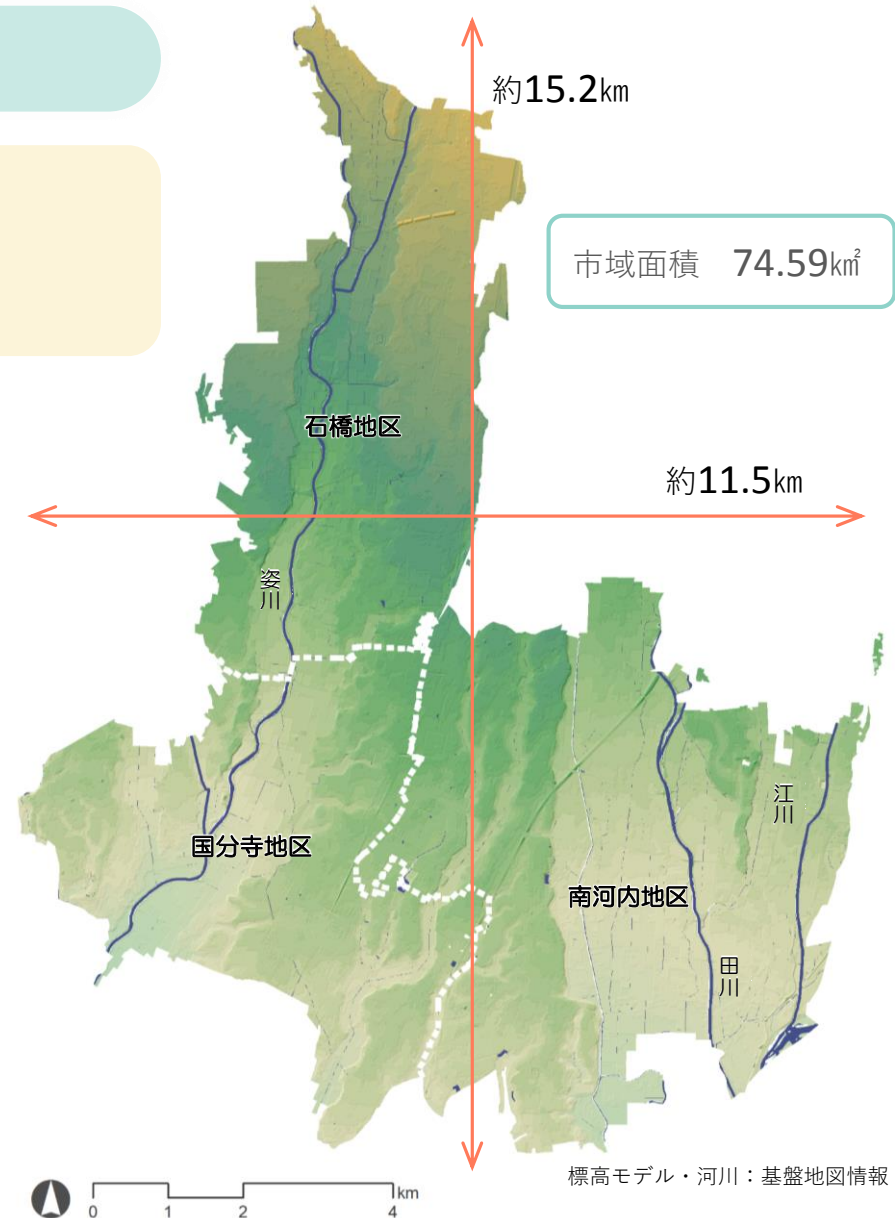 約15.2km
市域面積　74.59㎢
石橋地区
約11.5km
姿川
江川
国分寺地区
南河内地区
田川
標高モデル・河川：基盤地図情報
km
0 1 2 4